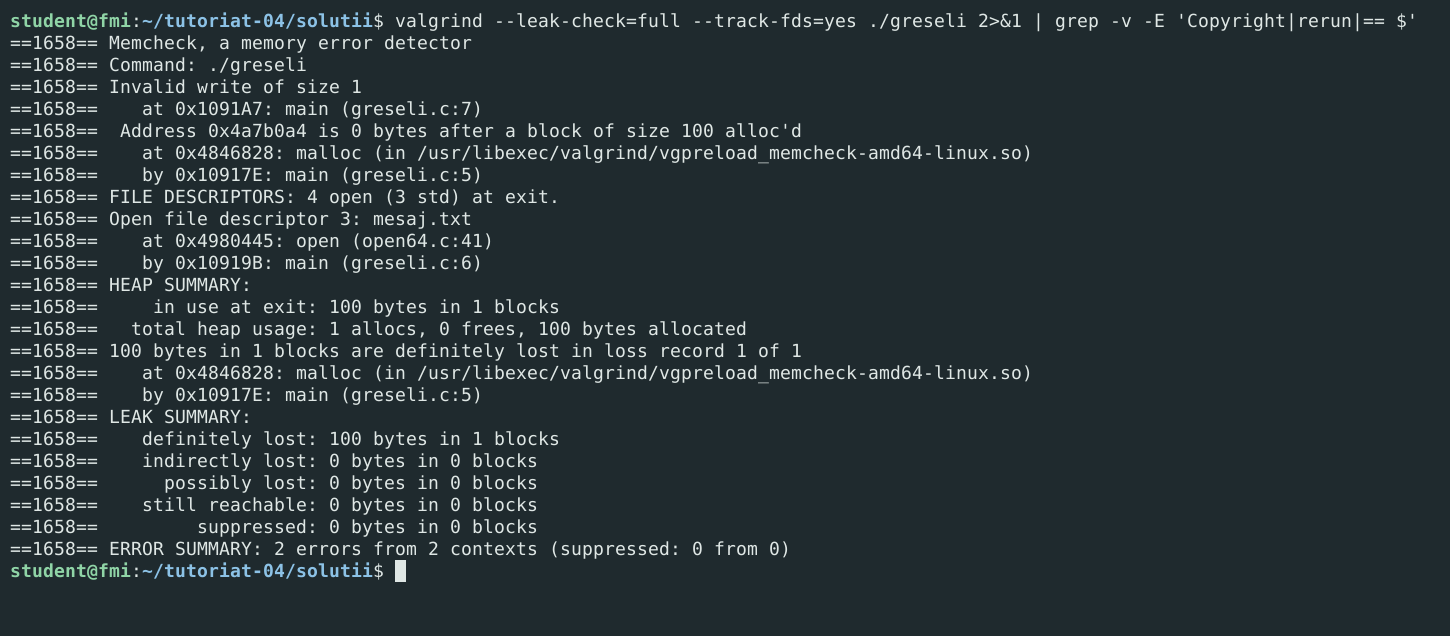 student@fmi:~/tutoriat-04/solutii$ valgrind --leak-check=full --track-fds=yes ./greseli 2>&1 | grep -v -E 'Copyright|rerun|== $'
==1658== Memcheck, a memory error detector
==1658== Command: ./greseli
==1658== Invalid write of size 1
==1658==    at 0x1091A7: main (greseli.c:7)
==1658==  Address 0x4a7b0a4 is 0 bytes after a block of size 100 alloc'd
==1658==    at 0x4846828: malloc (in /usr/libexec/valgrind/vgpreload_memcheck-amd64-linux.so)
==1658==    by 0x10917E: main (greseli.c:5)
==1658== FILE DESCRIPTORS: 4 open (3 std) at exit.
==1658== Open file descriptor 3: mesaj.txt
==1658==    at 0x4980445: open (open64.c:41)
==1658==    by 0x10919B: main (greseli.c:6)
==1658== HEAP SUMMARY:
==1658==     in use at exit: 100 bytes in 1 blocks
==1658==   total heap usage: 1 allocs, 0 frees, 100 bytes allocated
==1658== 100 bytes in 1 blocks are definitely lost in loss record 1 of 1
==1658==    at 0x4846828: malloc (in /usr/libexec/valgrind/vgpreload_memcheck-amd64-linux.so)
==1658==    by 0x10917E: main (greseli.c:5)
==1658== LEAK SUMMARY:
==1658==    definitely lost: 100 bytes in 1 blocks
==1658==    indirectly lost: 0 bytes in 0 blocks
==1658==      possibly lost: 0 bytes in 0 blocks
==1658==    still reachable: 0 bytes in 0 blocks
==1658==         suppressed: 0 bytes in 0 blocks
==1658== ERROR SUMMARY: 2 errors from 2 contexts (suppressed: 0 from 0)
student@fmi:~/tutoriat-04/solutii$